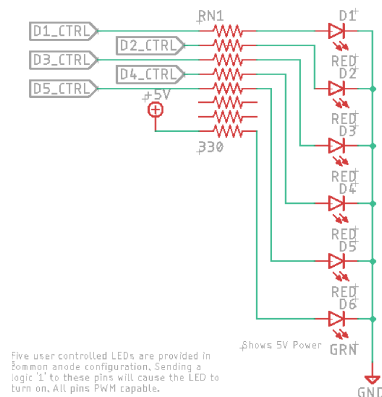 RN1
D1
D1_CTRL
D2_CTRL
RED
D2
D3_CTRL
D4_CTRL
D5_CTRL
+5V
RED
D3
330
RED
D4
RED
D5
RED
D6
Shows 5V Power
GRN
Five user controlled LEDs are provided in
common anode configuration. Sending a
logic '1' to these pins will cause the LED to
turn on. All pins PWM capable.
GND